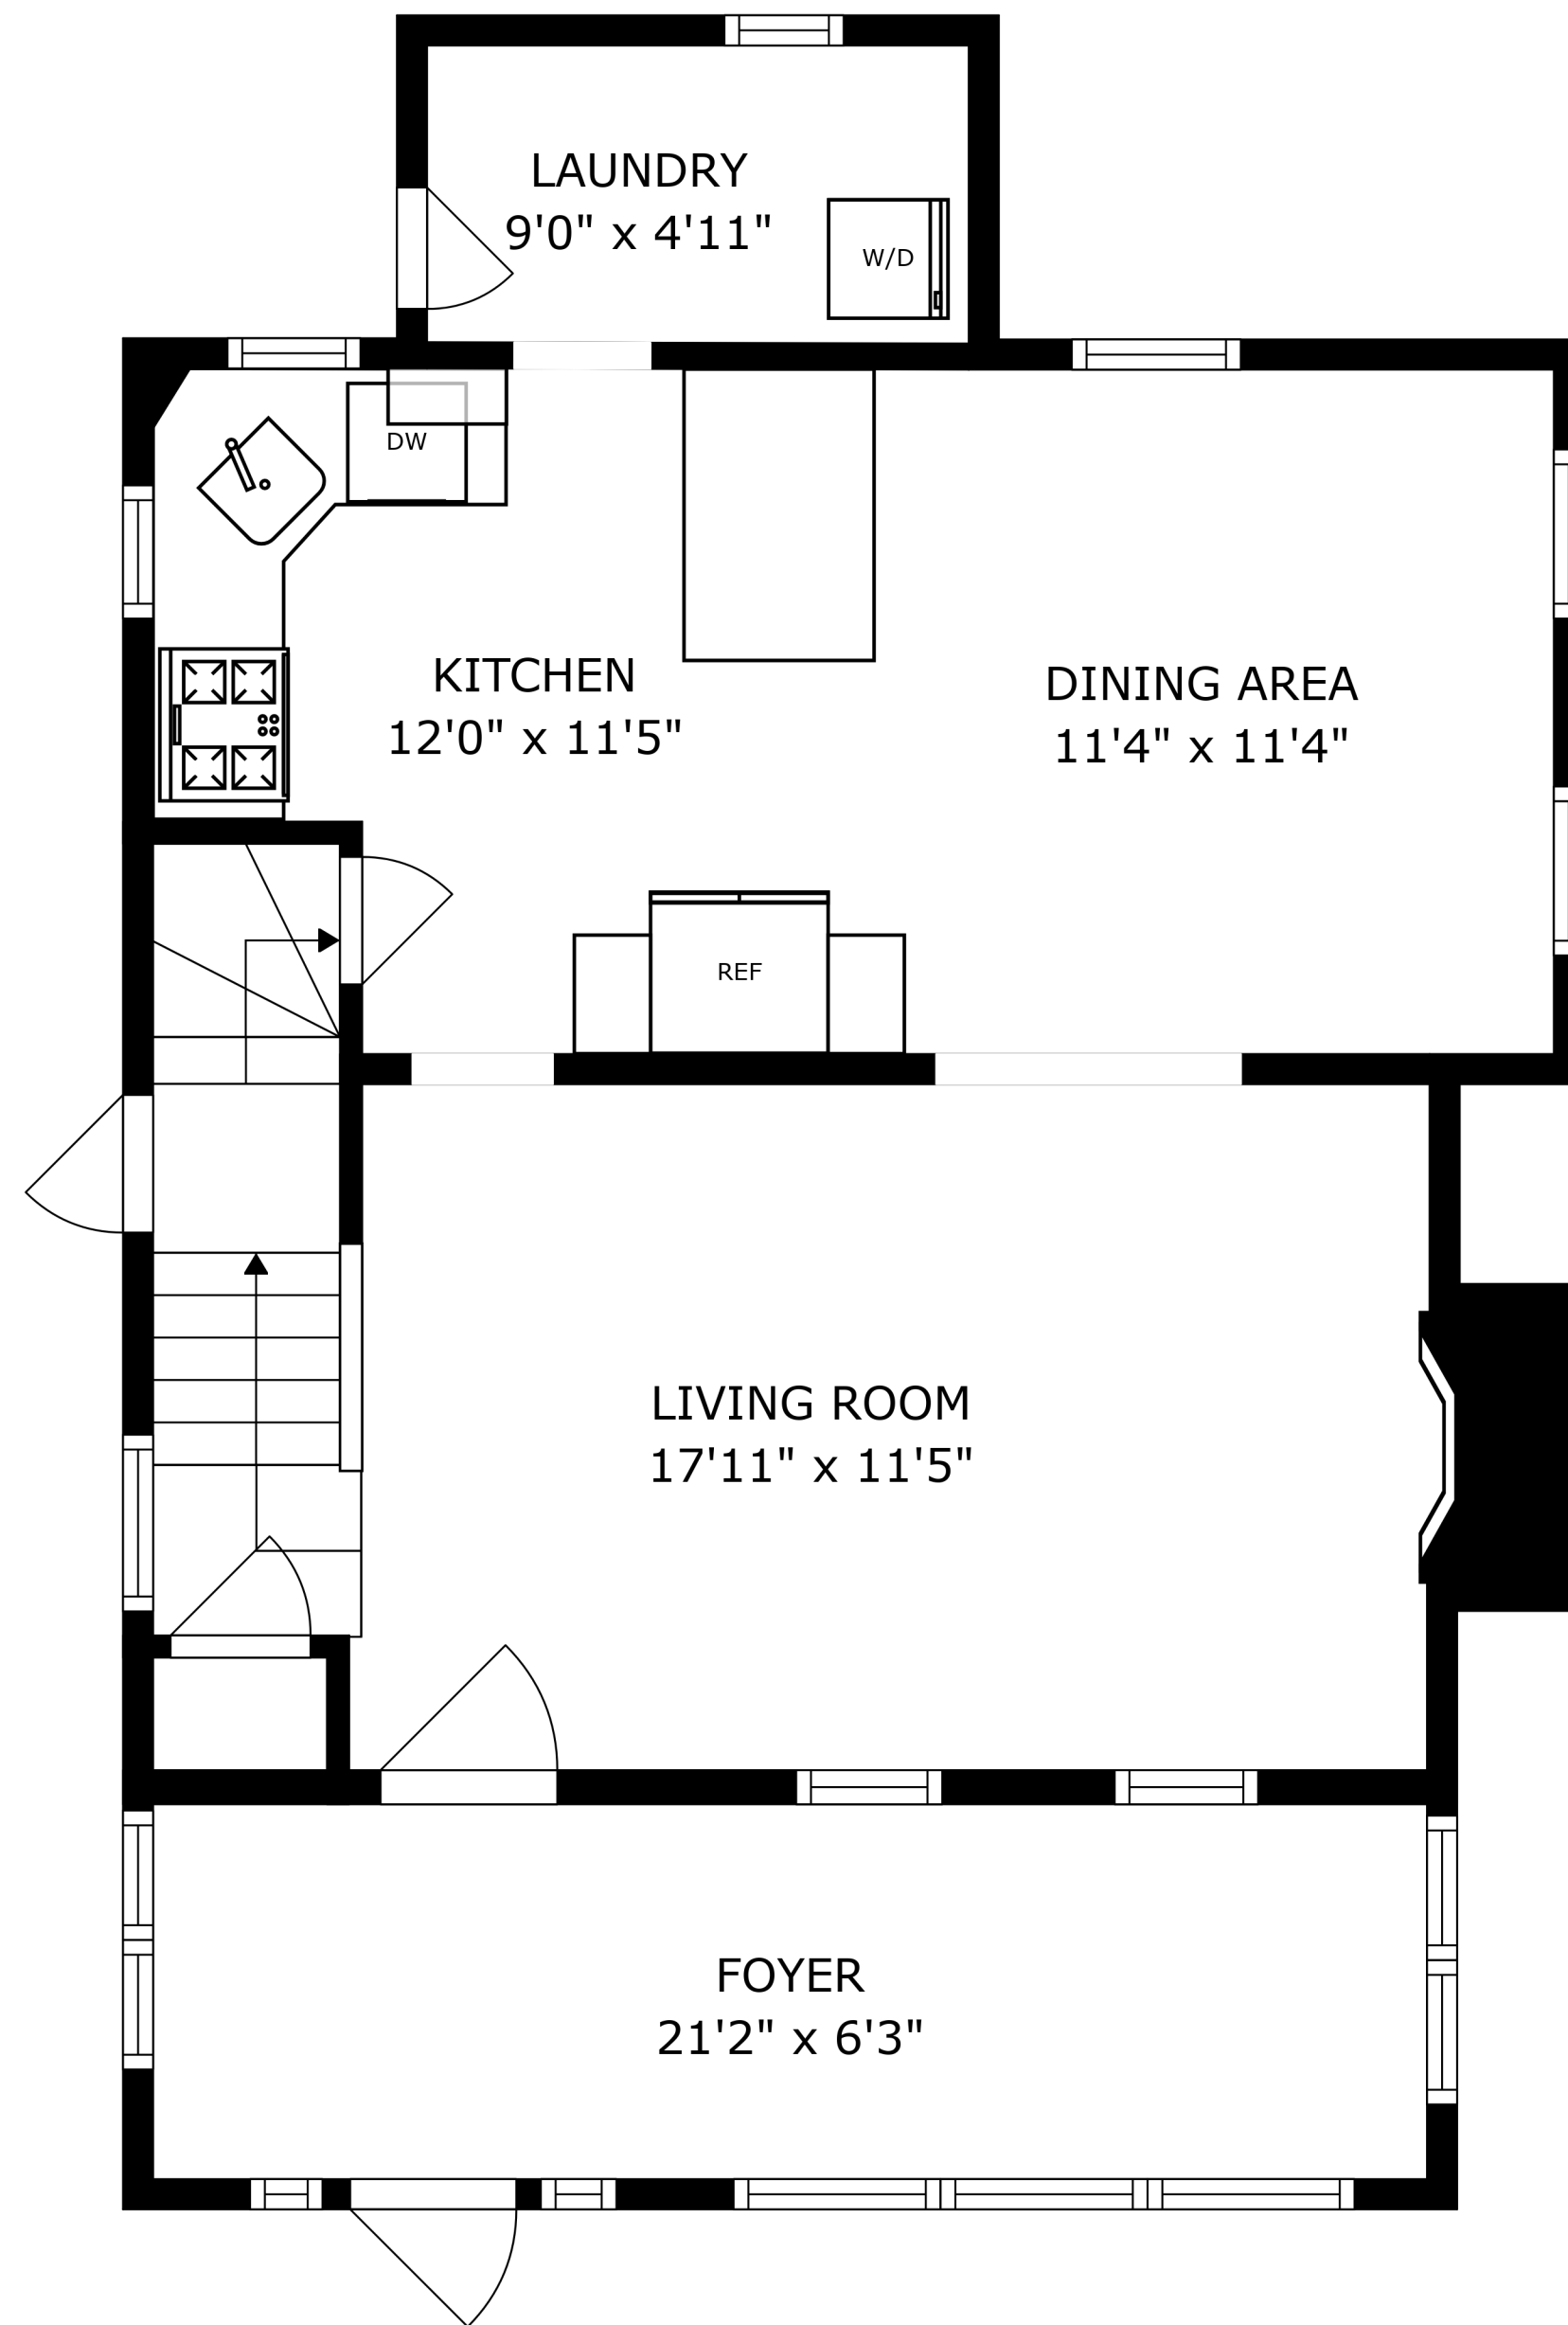 LAUNDRY
9'0" x 4'11"
W/D
DW
KITCHEN
12'0" x 11'5"
DINING AREA
11'4" x 11'4"
REF
LIVING ROOM
17'11" x 11'5"
FOYER
21'2" x 6'3"